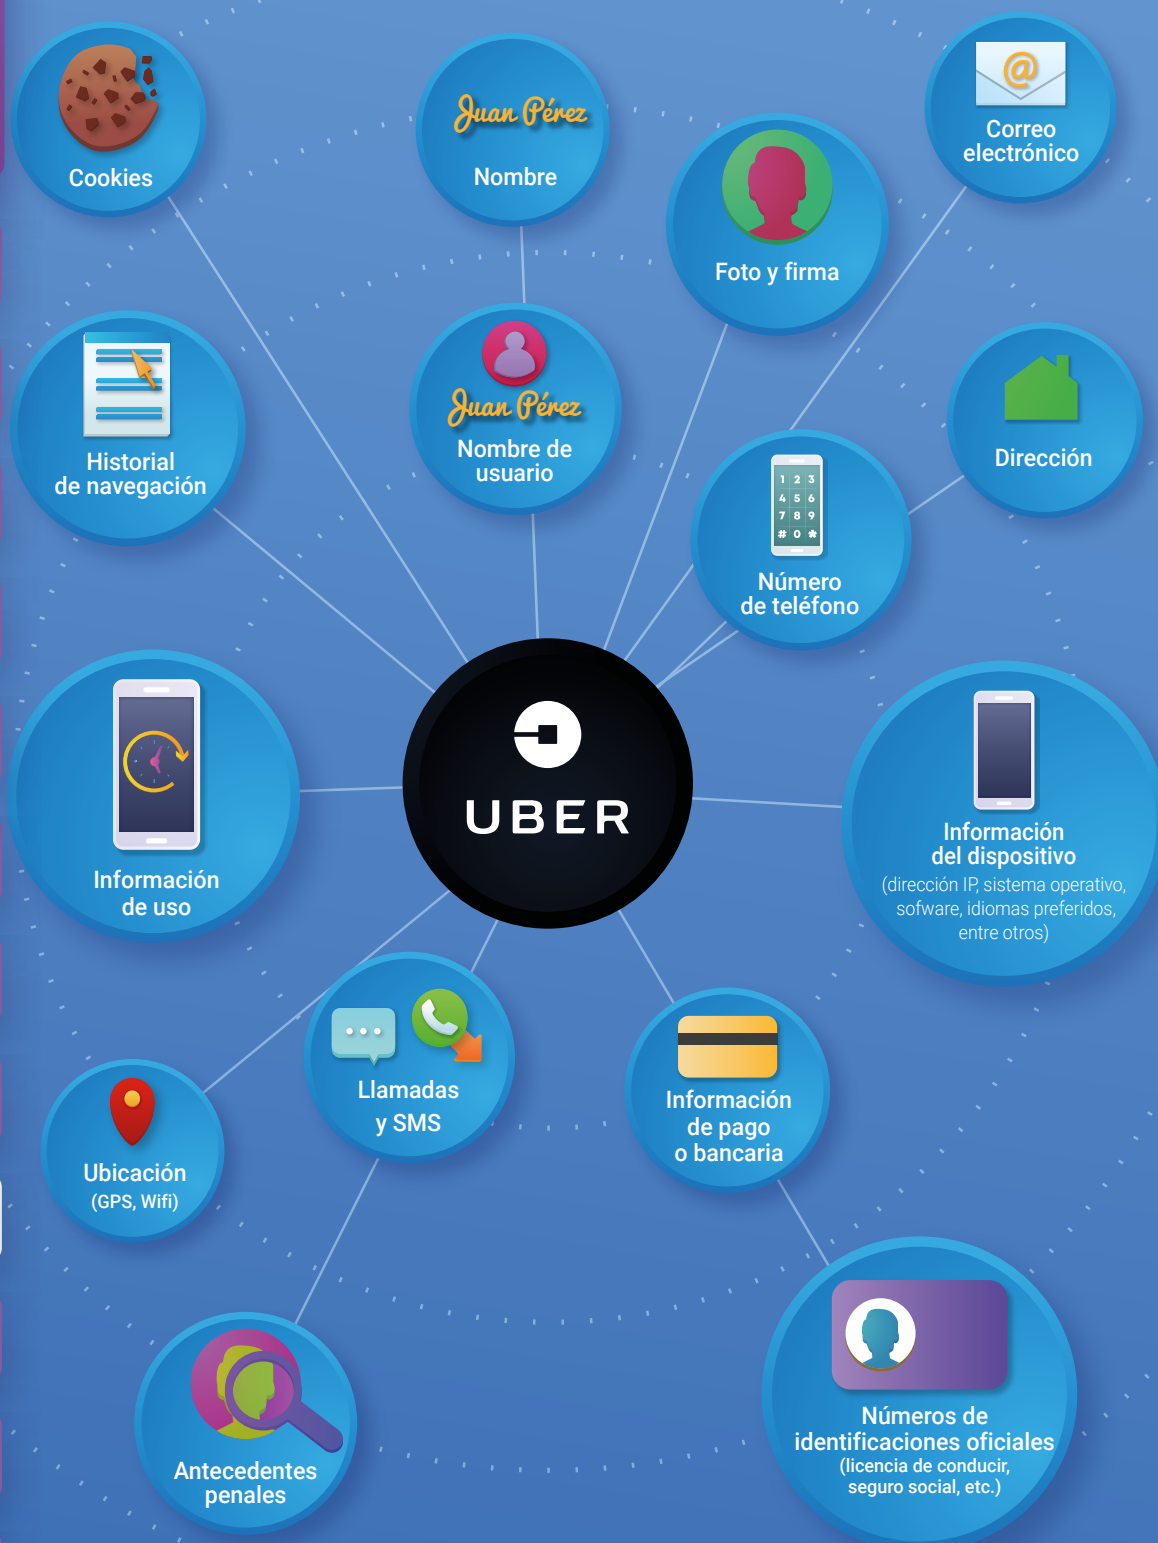 Cookies
Juan Pérez
Nombre
Foto y firma
@
Correo
electrónico
Historial
de navegación
Juan Pérez
Nombre de
usuario
1 2 3
4 5 6
7 8 9
# 0 *
Número
de teléfono
Dirección
Información
de uso
UBER
Información
del dispositivo
(dirección IP, sistema operativo,
sofware, idiomas preferidos,
entre otros)
Ubicación
(GPS, Wifi)
Llamadas
y SMS
Información
de pago
o bancaria
Antecedentes
penales
Números de
identificaciones oficiales
(licencia de conducir,
seguro social, etc.)